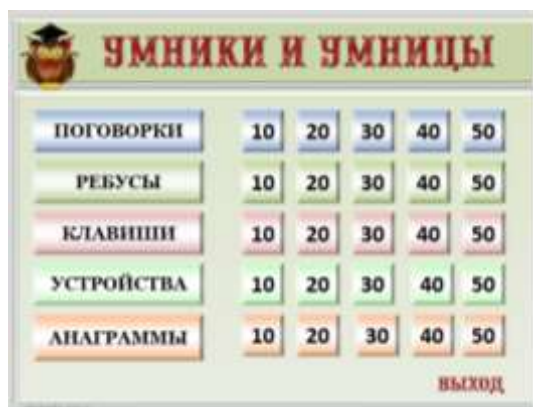 УМНИКИ И УМНИЦЫ
ПОГОВОРКИ 10 20 30 40 50
РЕБУСЫ 10 20 30 40 50
КЛАВИШИ 10 20 30 40 50
УСТРОЙСТВА 10 20 30 40 50
АНАГРАММЫ 10 20 30 40 50
ВЫХОД